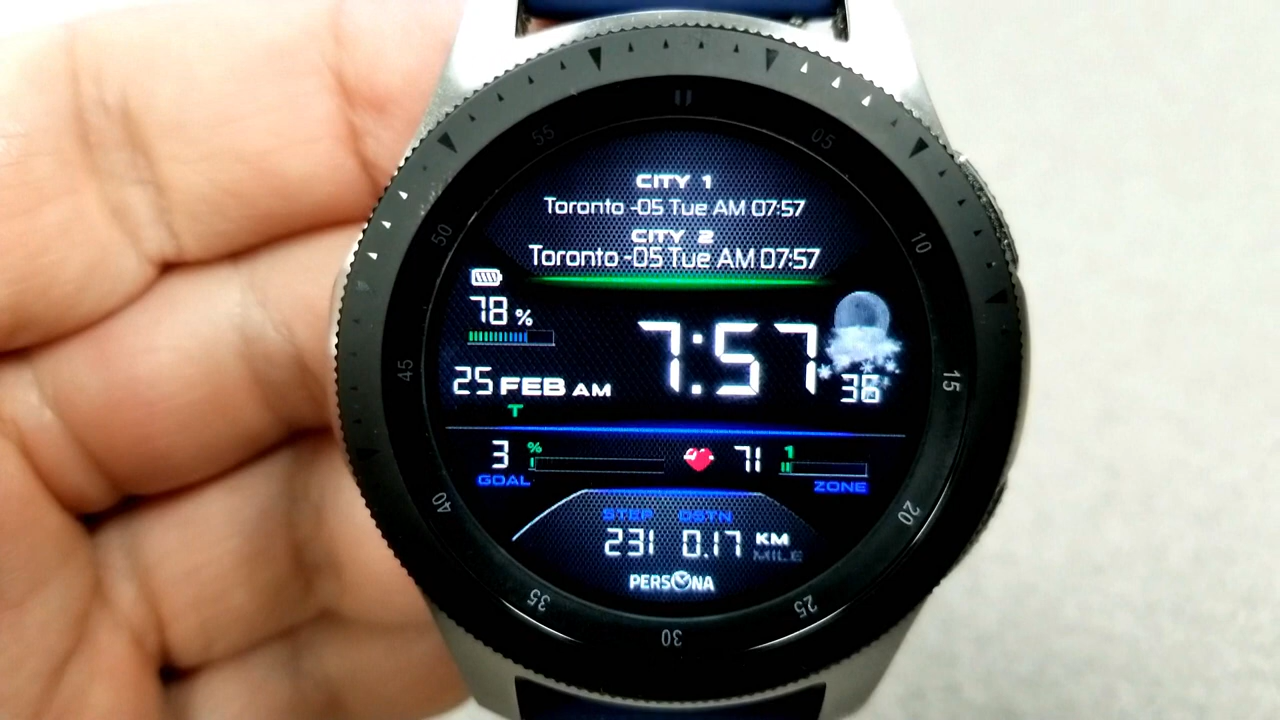 55
05
50
10
45
15
40
20
35
25
30
CITY 1
Toronto -05 Tue AM 07:57
CITY 2
Toronto -05 Tue AM 07:57
78 %
7:57
25 FEB AM
36
T
3 % 71 1
GOAL ZONE
STEP DSTN
231 0.17 KM
MILE
PERSONA